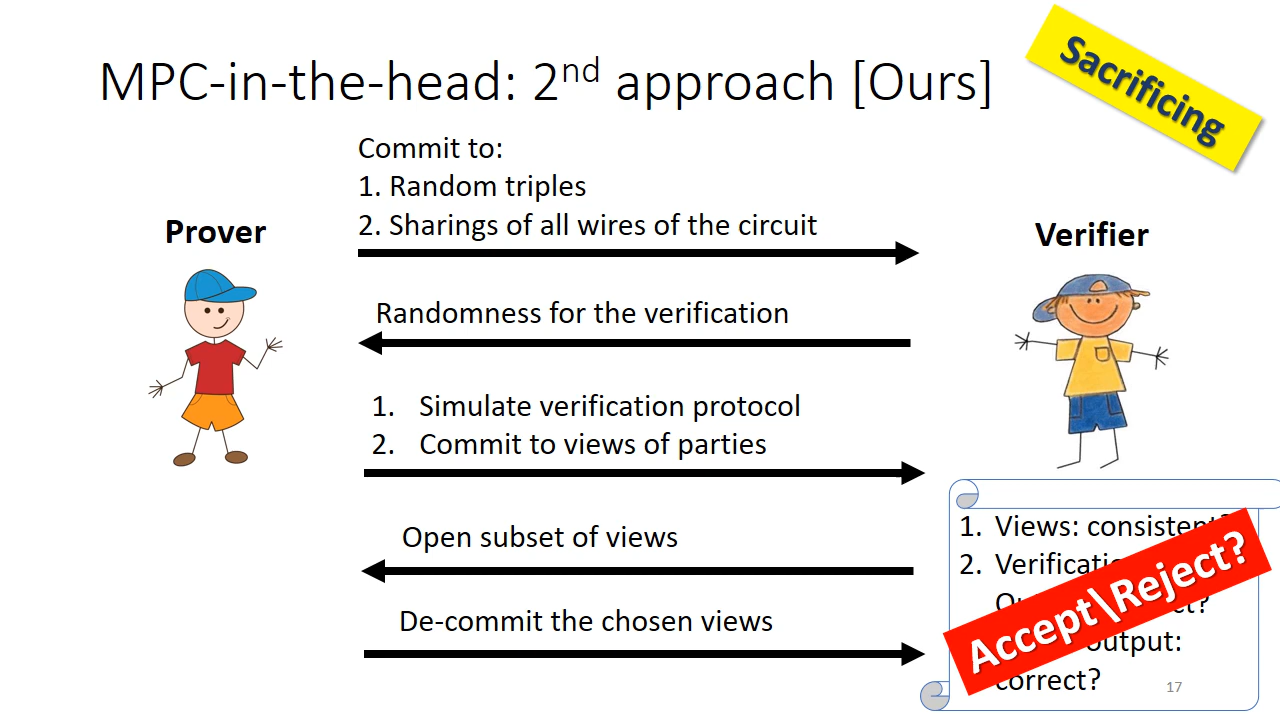 MPC-in-the-head: 2nd approach [Ours]
Sacrificing
Commit to:
1. Random triples
2. Sharings of all wires of the circuit
Prover
Verifier
Randomness for the verification
1. Simulate verification protocol
2. Commit to views of parties
Open subset of views
De-commit the chosen views
1. Views: consistent?
2.
output:
correct?
Accept\Reject?
17